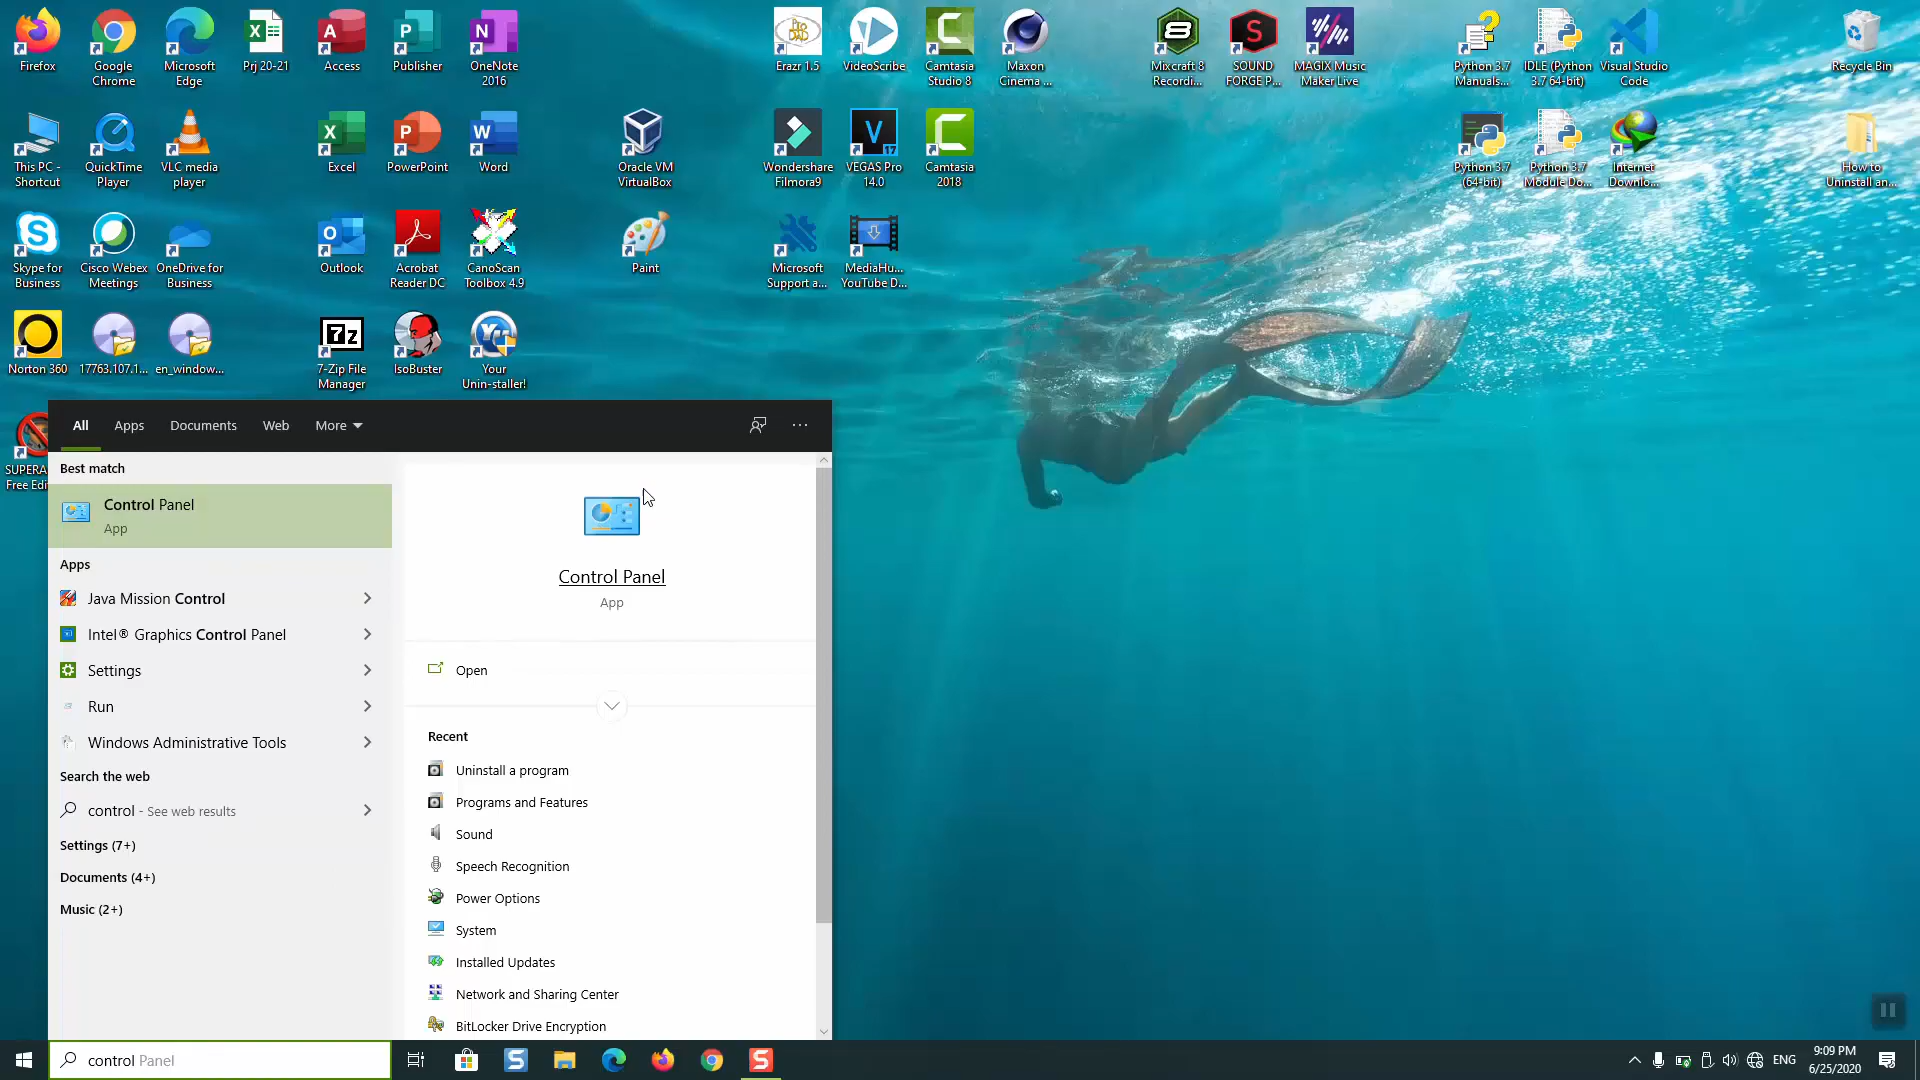 Firefox
Google
Chrome
Microsoft
Edge
Prj 20-21
Access
Publisher
OneNote
2016
Erazr 1.5
VideoScribe
Camtasia
Studio 8
Maxon
Cinema ...
Mixcraft 8
Recordi...
SOUND
FORGE P...
MAGIX Music
Maker Live
Python 3.7
Manuals...
IDLE (Python
3.7 64-bit)
Visual Studio
Code
Recycle Bin
This PC -
Shortcut
QuickTime
Player
VLC media
player
Excel
PowerPoint
Word
Oracle VM
VirtualBox
Wondershare
Filmora9
VEGAS Pro
14.0
Camtasia
2018
Python 3.7
(64-bit)
Python 3.7
Module Do...
Internet
Downlo...
How to
Uninstall an...
Skype for
Business
Cisco Webex
Meetings
OneDrive for
Business
Outlook
Acrobat
Reader DC
CanoScan
Toolbox 4.9
Paint
Microsoft
Support a...
MediaHu...
YouTube D...
Norton 360
17763.107.1...
en_window...
7-Zip File
Manager
IsoBuster
Your
Unin-staller!
SUPERA
Free Edi
All
Apps
Documents
Web
More
Best match
Control Panel
App
Apps
Java Mission Control
Intel® Graphics Control Panel
Settings
Run
Windows Administrative Tools
Search the web
control - See web results
Settings (7+)
Documents (4+)
Music (2+)
Control Panel
App
Open
Recent
Uninstall a program
Programs and Features
Sound
Speech Recognition
Power Options
System
Installed Updates
Network and Sharing Center
BitLocker Drive Encryption
control Panel
ENG
9:09 PM
6/25/2020